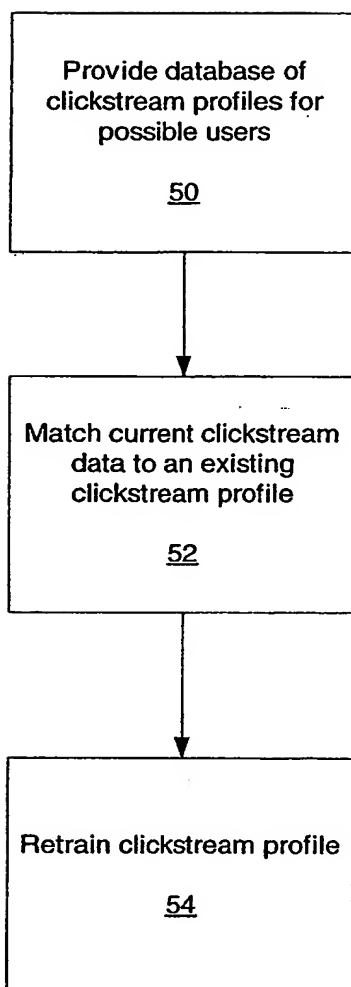 Provide database of
clickstream profiles for
possible users
50
Match current clickstream
data to an existing
clickstream profile
52
Retrain clickstream profile
54